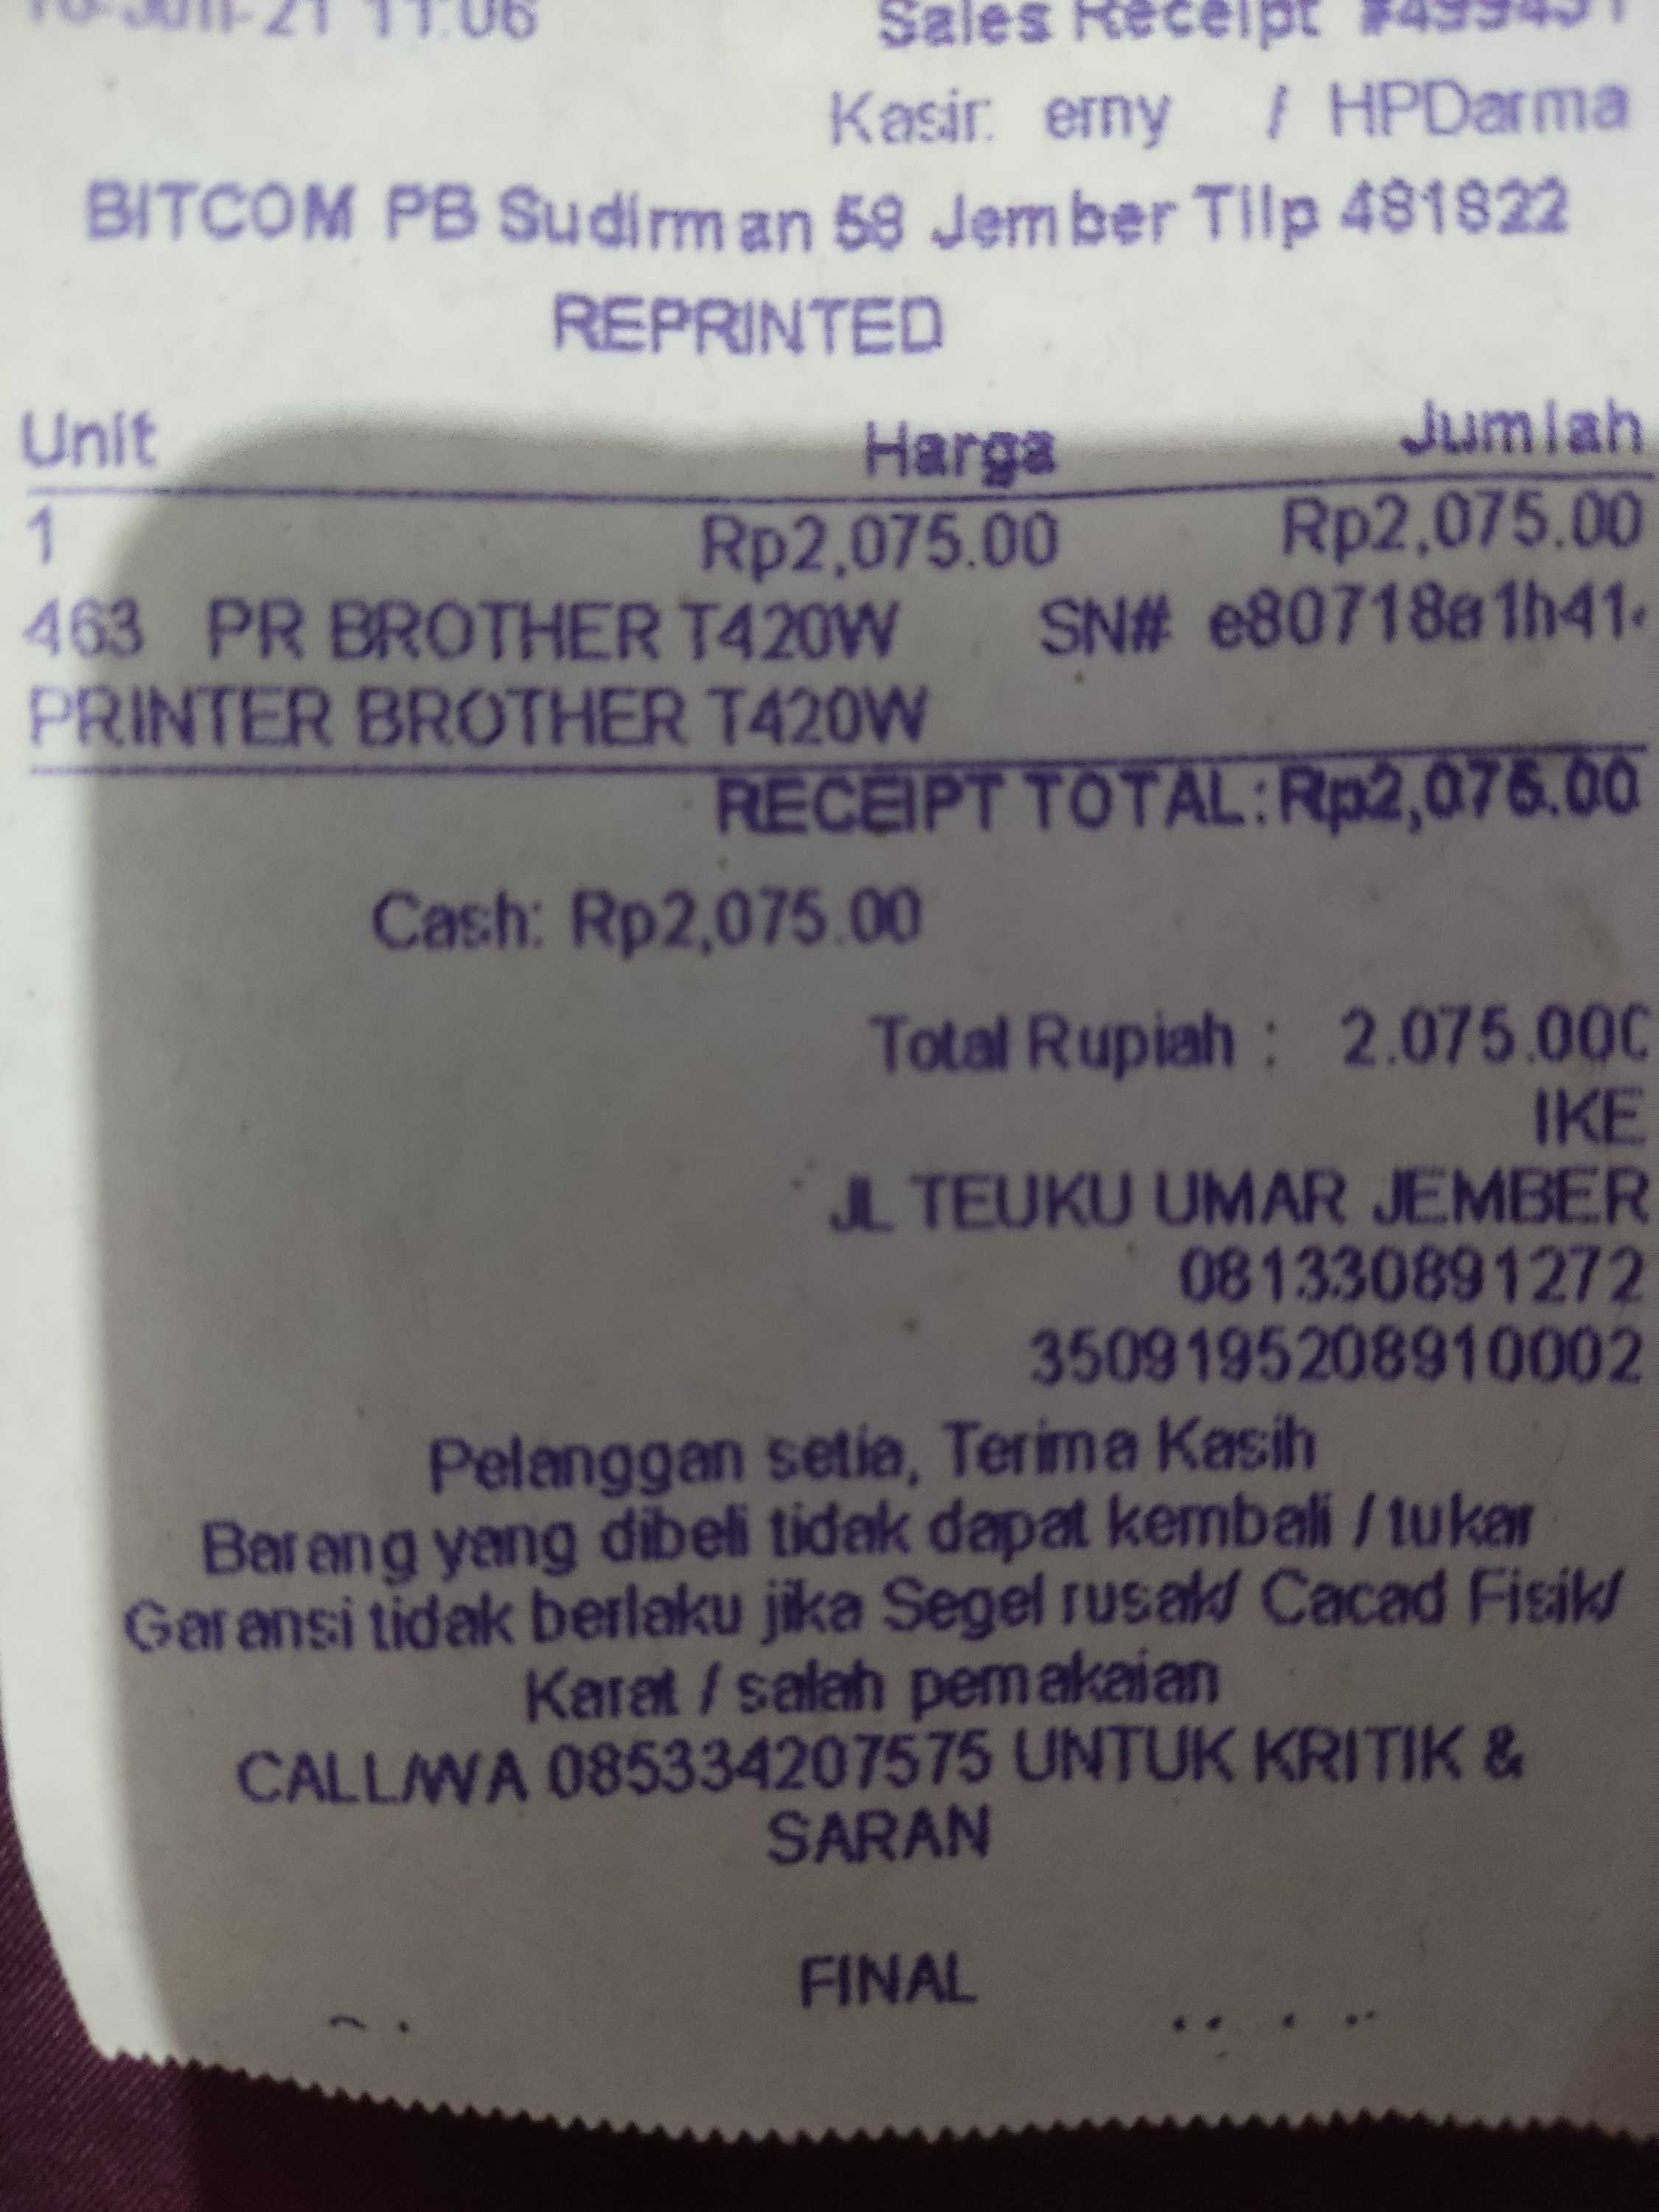 11:06 Sales Receipt
Kasir: erny / HPDarma
BITCOM PB Sudirman 58 Jember Tllp 481822
REPRINTED
Unit Harga Jumlah
1 Rp2,075.00 Rp2,075.00
463 PR BROTHER T420W SN# e80718a1h41
PRINTER BROTHER T420W
RECEIPT TOTAL: Rp2,075.00
Cash: Rp2,075.00
Total Rupiah : 2.075.000
IKE
JL TEUKU UMAR JEMBER
081330891272
3509195208910002
Pelanggan setia, Terima Kasih
Barang yang dibeli tidak dapat kembali / tukar
Garansi tidak berlaku jika Segel rusak/ Cacad Fisik/
Karat / salah pemakaian
CALL/WA 085334207575 UNTUK KRITIK &
SARAN
FINAL